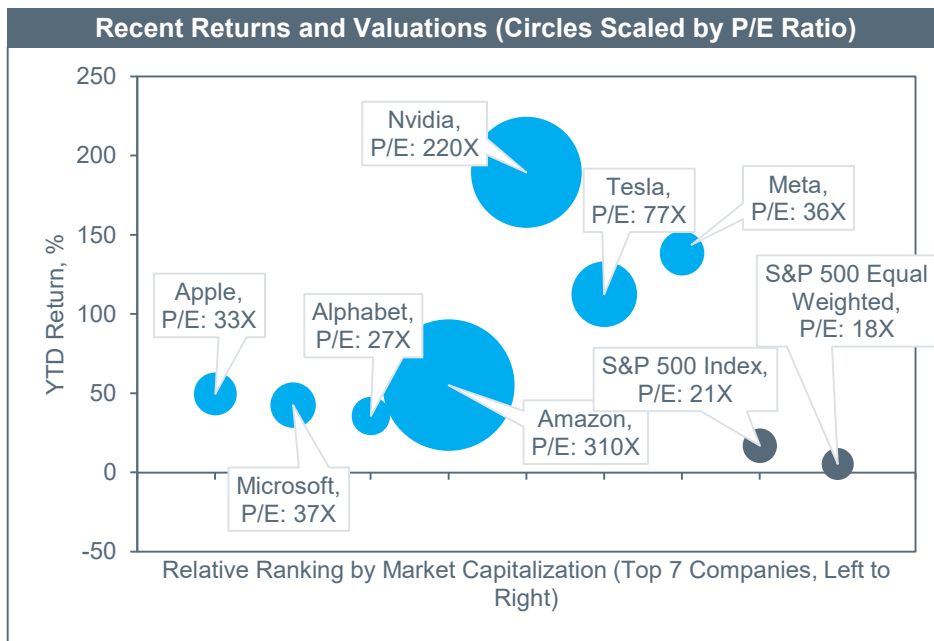 Recent Returns and Valuations (Circles Scaled by P/E Ratio)
YTD Return, %
250
200
150
100
50
0
-50
Nvidia,
P/E: 220X
Tesla,
P/E: 77X
Meta,
P/E: 36X
S&P 500 Equal
Weighted,
P/E: 18X
Apple,
P/E: 33X
Alphabet,
P/E: 27X
S&P 500 Index,
P/E: 21X
Amazon,
P/E: 310X
Microsoft,
P/E: 37X
Relative Ranking by Market Capitalization (Top 7 Companies, Left to
Right)